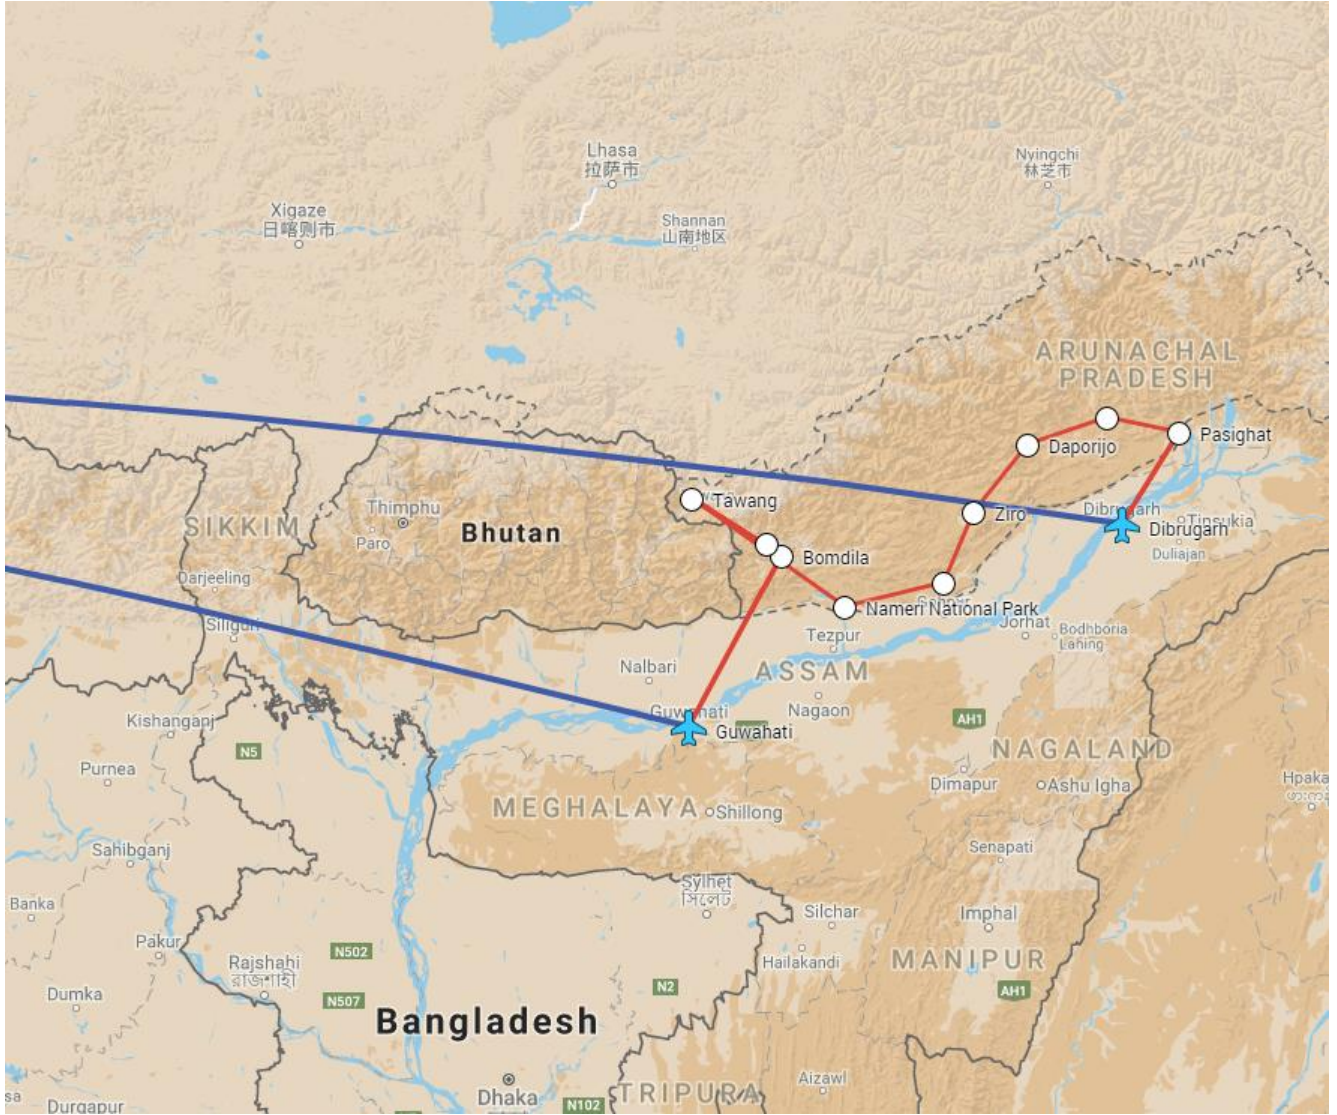 Lhasa
拉萨市
Nyingchi
林芝市
Xigaze
日喀则市
Shannan
山南地区
ARUNACHAL
PRADESH
Daporijo
Pasighat
Tawang
Thimphu
Paro
Bhutan
SIKKIM
Ziro
Dibrugarh
Tinsukia
Dibrugarh
Duliajan
Bomdila
Darjeeling
Nameri National Park
Siliguri
Tezpur
Jorhat
Bodhboria
Lahing
Nalbari
ASSAM
Nagaon
Guwahati
Guwahati
AH1
Kishanganj
N5
NAGALAND
Purnea
Dimapur
Ashu Igha
Hpaka
MEGHALAYA
Shillong
Sahibganj
Senapati
Sylhet
সিলেট
Banka
Silchar
Imphal
Pakur
N502
Hailakandi
MANIPUR
Rajshahi
রাজশাহী
N2
AH1
Dumka
N507
Bangladesh
Dhaka
N102
TRIPURA
Aizawl
sa
Durgapur